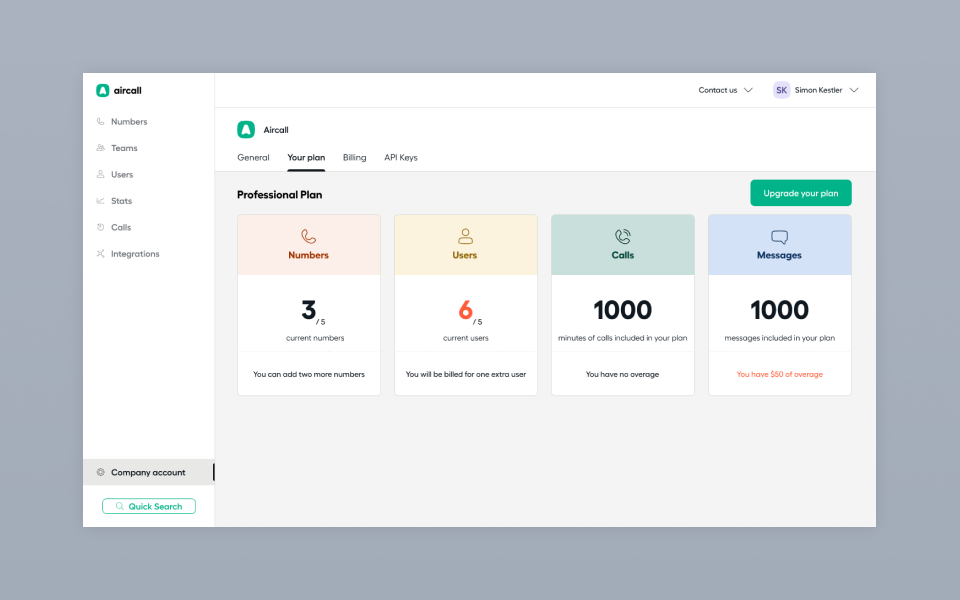 aircall
Contact us
SK
Simon Kestler
Numbers
Teams
Users
Stats
Calls
Integrations
Company account
Quick Search
Aircall
General
Your plan
Billing
API Keys
Professional Plan
Upgrade your plan
Numbers
3 / 5
current numbers
You can add two more numbers
Users
6 / 5
current users
You will be billed for one extra user
Calls
1000
minutes of calls included in your plan
You have no overage
Messages
1000
messages included in your plan
You have $50 of overage